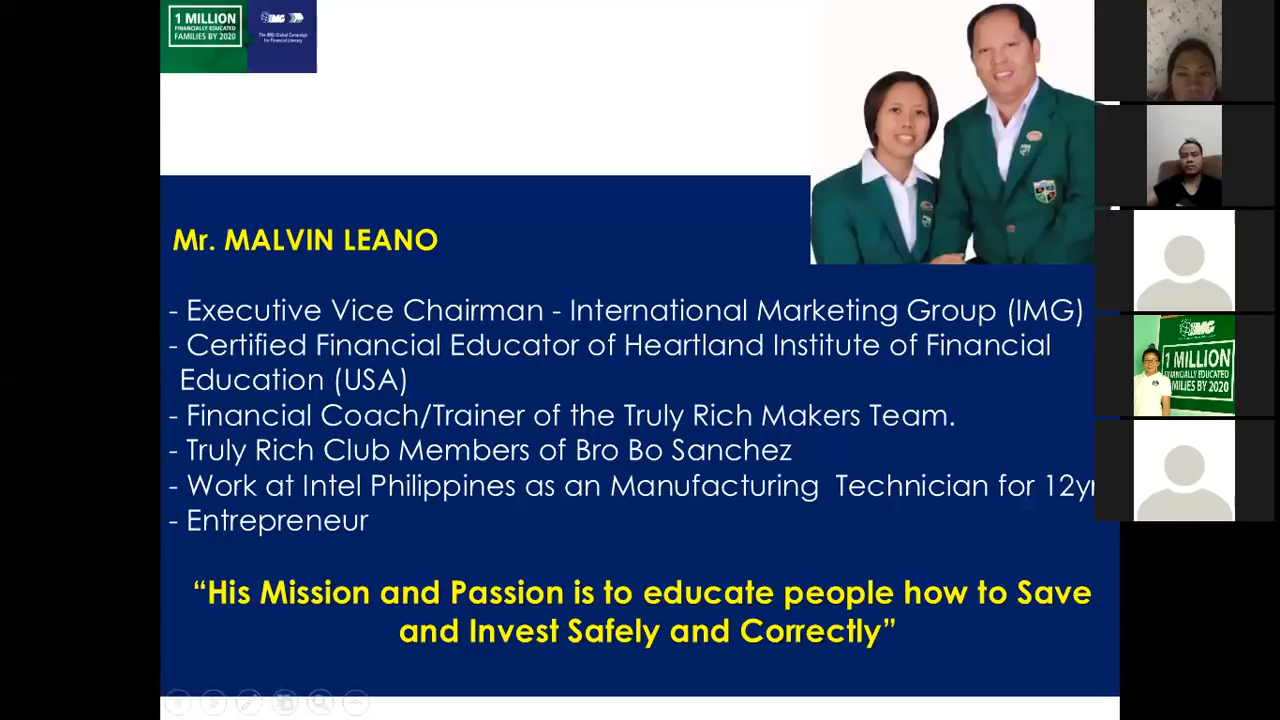 1 MILLION
FINANCIALLY EDUCATED
FAMILIES BY 2020
IMG
The IMG Global Campaign
for Financial Literacy
Mr. MALVIN LEANO
- Executive Vice Chairman - International Marketing Group (IMG)
- Certified Financial Educator of Heartland Institute of Financial
Education (USA)
- Financial Coach/Trainer of the Truly Rich Makers Team.
- Truly Rich Club Members of Bro Bo Sanchez
- Work at Intel Philippines as an Manufacturing Technician for 12yr
- Entrepreneur
“His Mission and Passion is to educate people how to Save
and Invest Safely and Correctly”
IMG
1 MILLION
FINANCIALLY EDUCATED
MILIES BY 2020